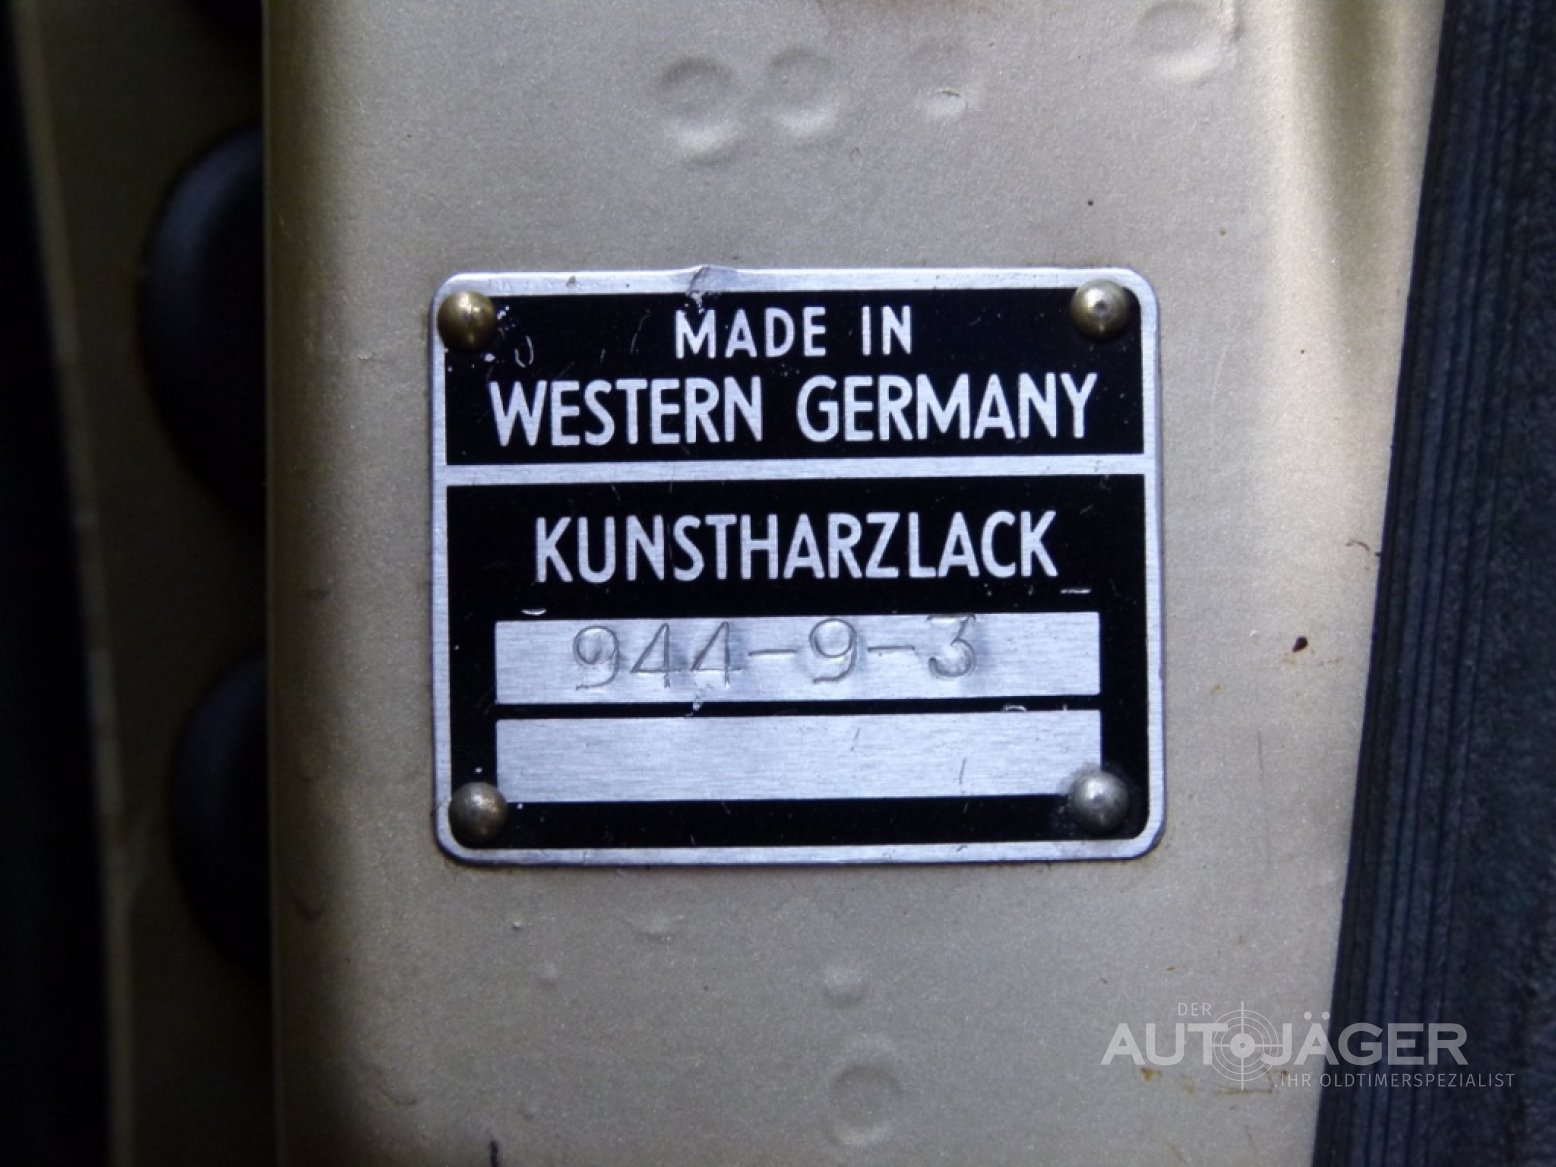 MADE IN
WESTERN GERMANY
KUNSTHARZLACK
944-9-3
DER
AUTOJÄGER
IHR OLDTIMERSPEZIALIST